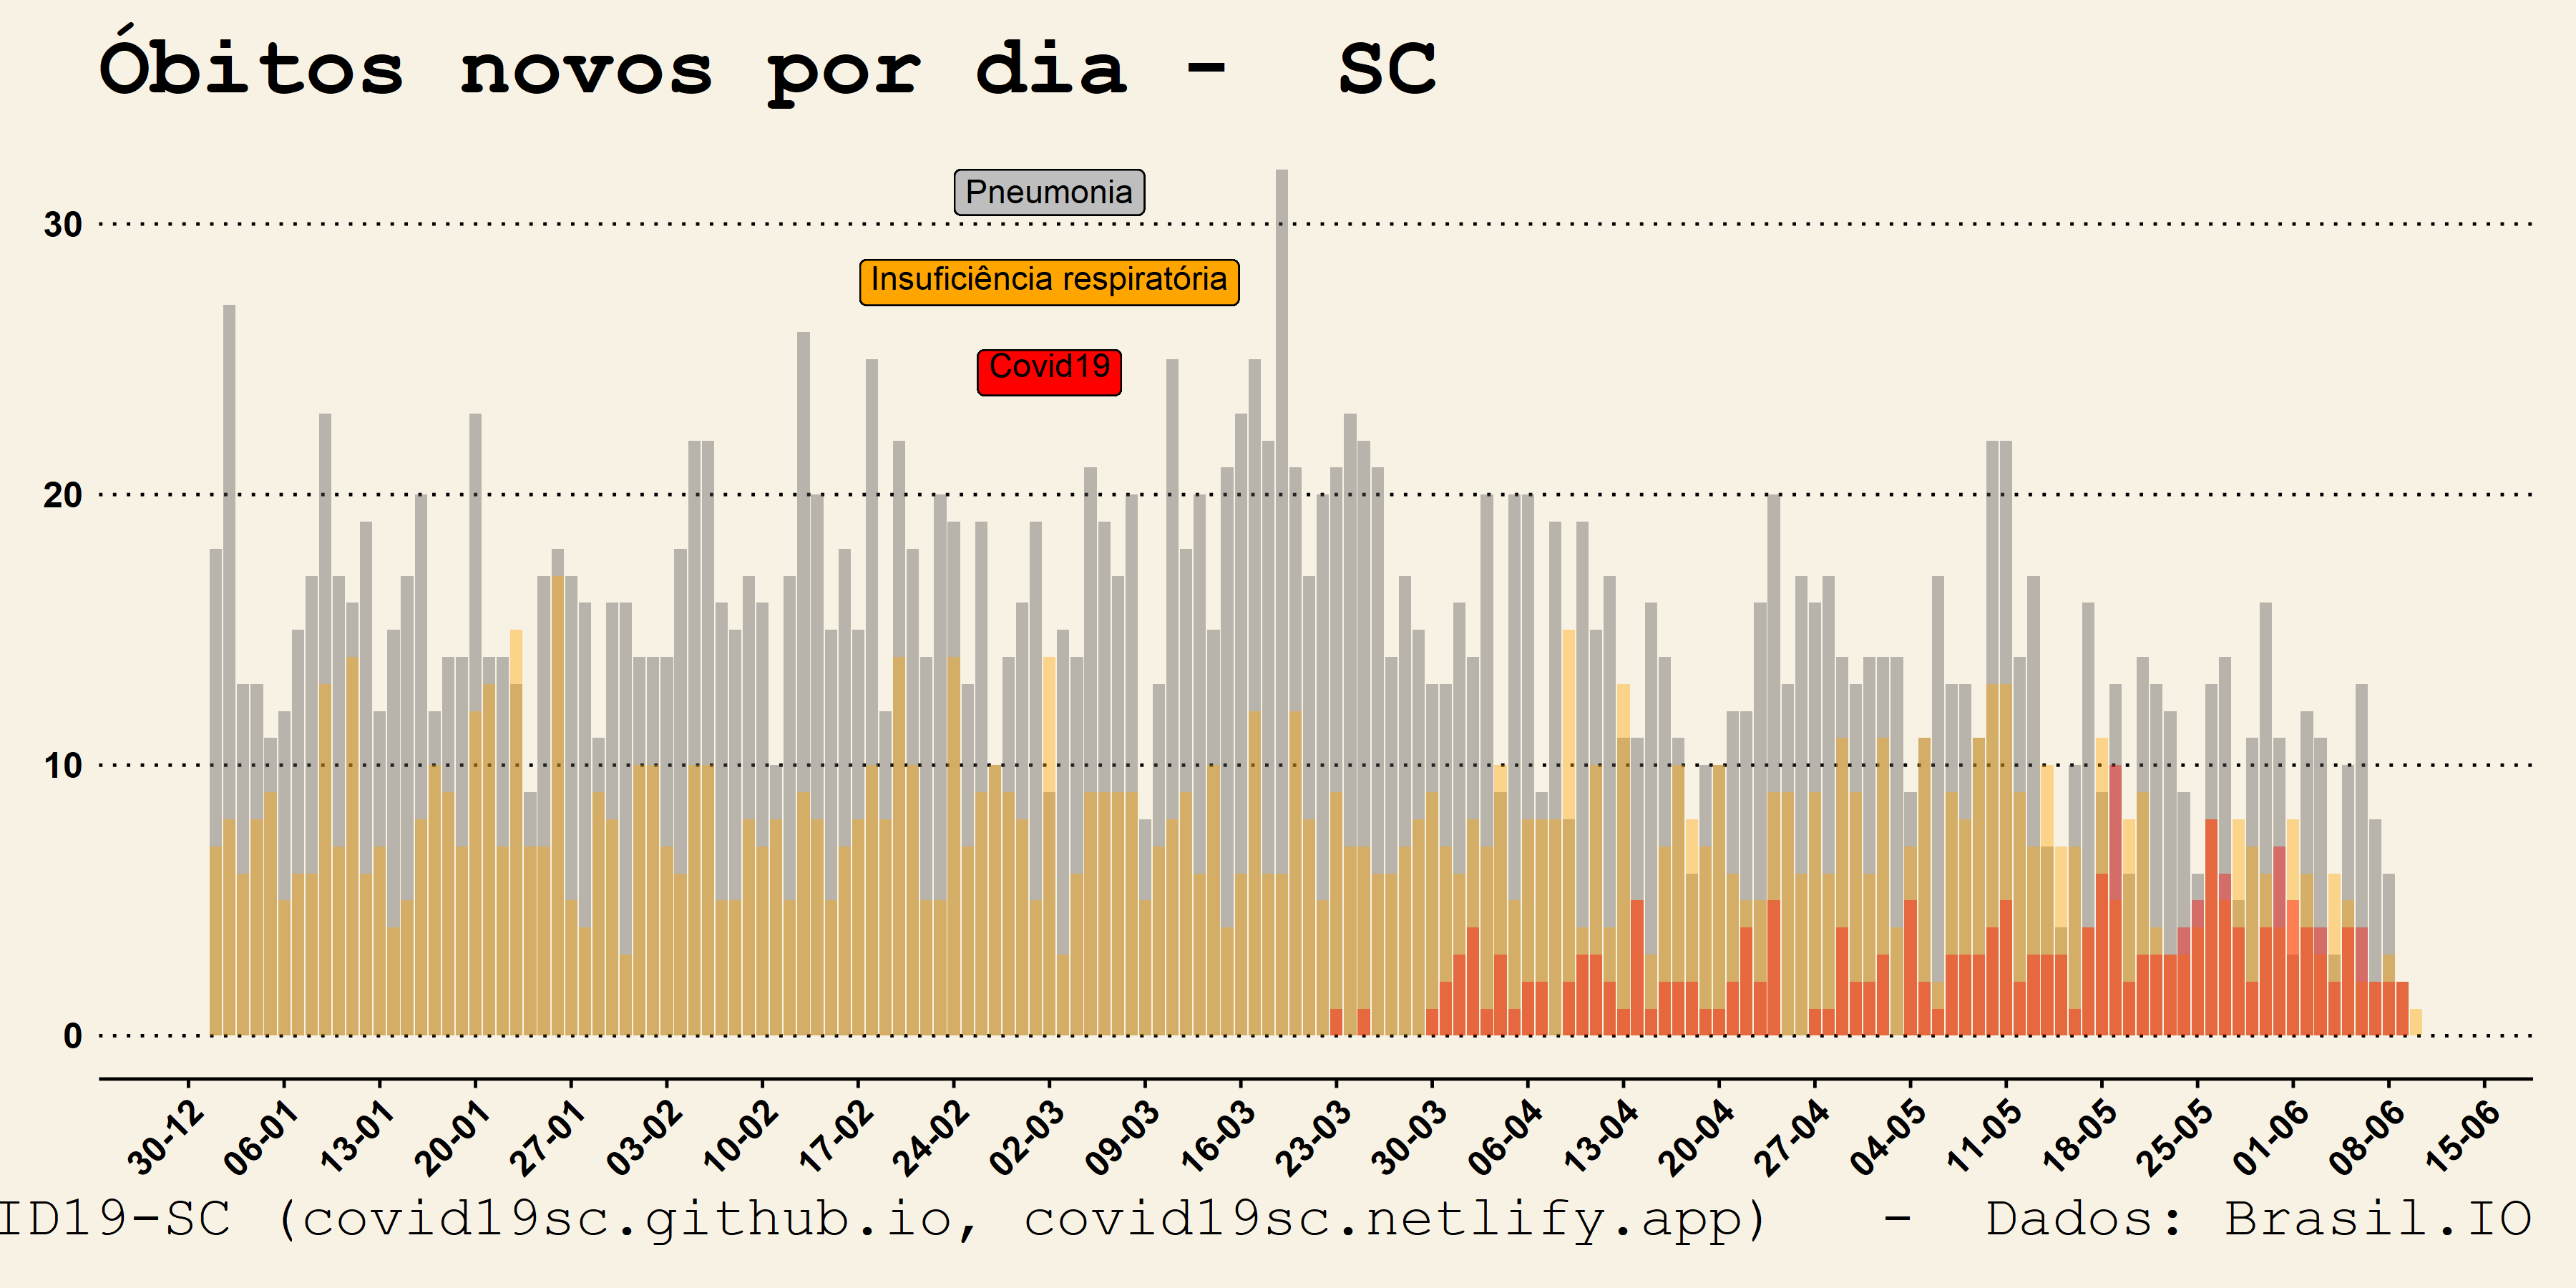 Óbitos novos por dia - SC
Pneumonia
30
Insuficiência respiratória
Covid19
20
10
0
30-12 06-01 13-01 20-01 27-01 03-02 10-02 17-02 24-02 02-03 09-03 16-03 23-03 30-03 06-04 13-04 20-04 27-04 04-05 11-05 18-05 25-05 01-06 08-06 15-06
ID19-SC (covid19sc.github.io, covid19sc.netlify.app) - Dados: Brasil.IO